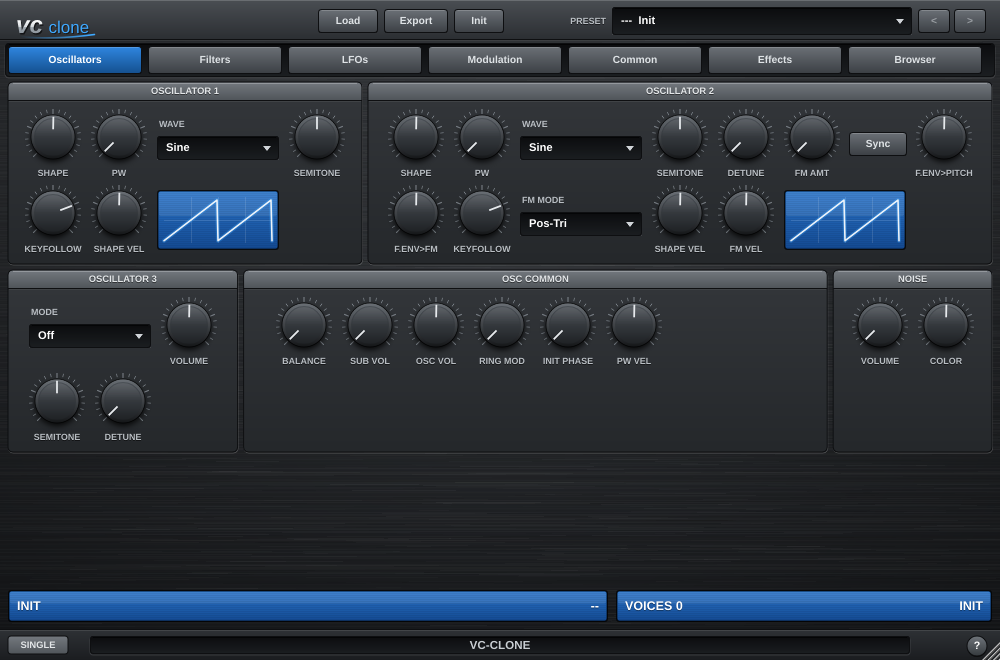 vc clone
Load
Export
Init
PRESET
--- Init
<
>
Oscillators
Filters
LFOs
Modulation
Common
Effects
Browser
OSCILLATOR 1
OSCILLATOR 2
WAVE
Sine
SHAPE
PW
SEMITONE
KEYFOLLOW
SHAPE VEL
WAVE
Sine
Sync
SHAPE
PW
SEMITONE
DETUNE
FM AMT
F.ENV>PITCH
FM MODE
Pos-Tri
F.ENV>FM
KEYFOLLOW
SHAPE VEL
FM VEL
OSCILLATOR 3
OSC COMMON
NOISE
MODE
Off
VOLUME
SEMITONE
DETUNE
BALANCE
SUB VOL
OSC VOL
RING MOD
INIT PHASE
PW VEL
VOLUME
COLOR
INIT
--
VOICES 0
INIT
SINGLE
VC-CLONE
?